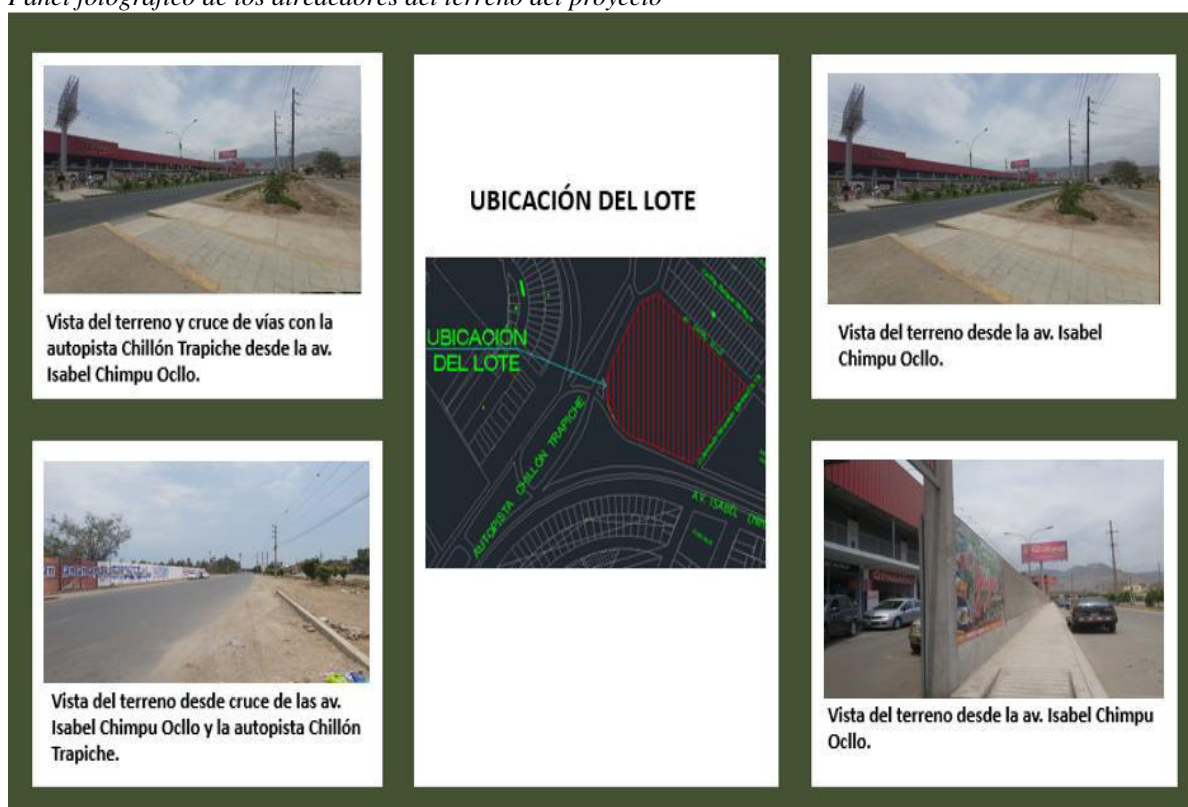 Panel fotográfico de los alrededores del terreno del proyecto
Vista del terreno y cruce de vías con la
autopista Chillón Trapiche desde la av.
Isabel Chimpu Ocllo.
Vista del terreno desde cruce de las av.
Isabel Chimpu Ocllo y la autopista Chillón
Trapiche.
UBICACIÓN DEL LOTE
UBICACIÓN
DEL LOTE
AUTOPISTA CHILLÓN TRAPICHE
AV. ISABEL
Vista del terreno desde la av. Isabel
Chimpu Ocllo.
Vista del terreno desde la av. Isabel Chimpu
Ocllo.